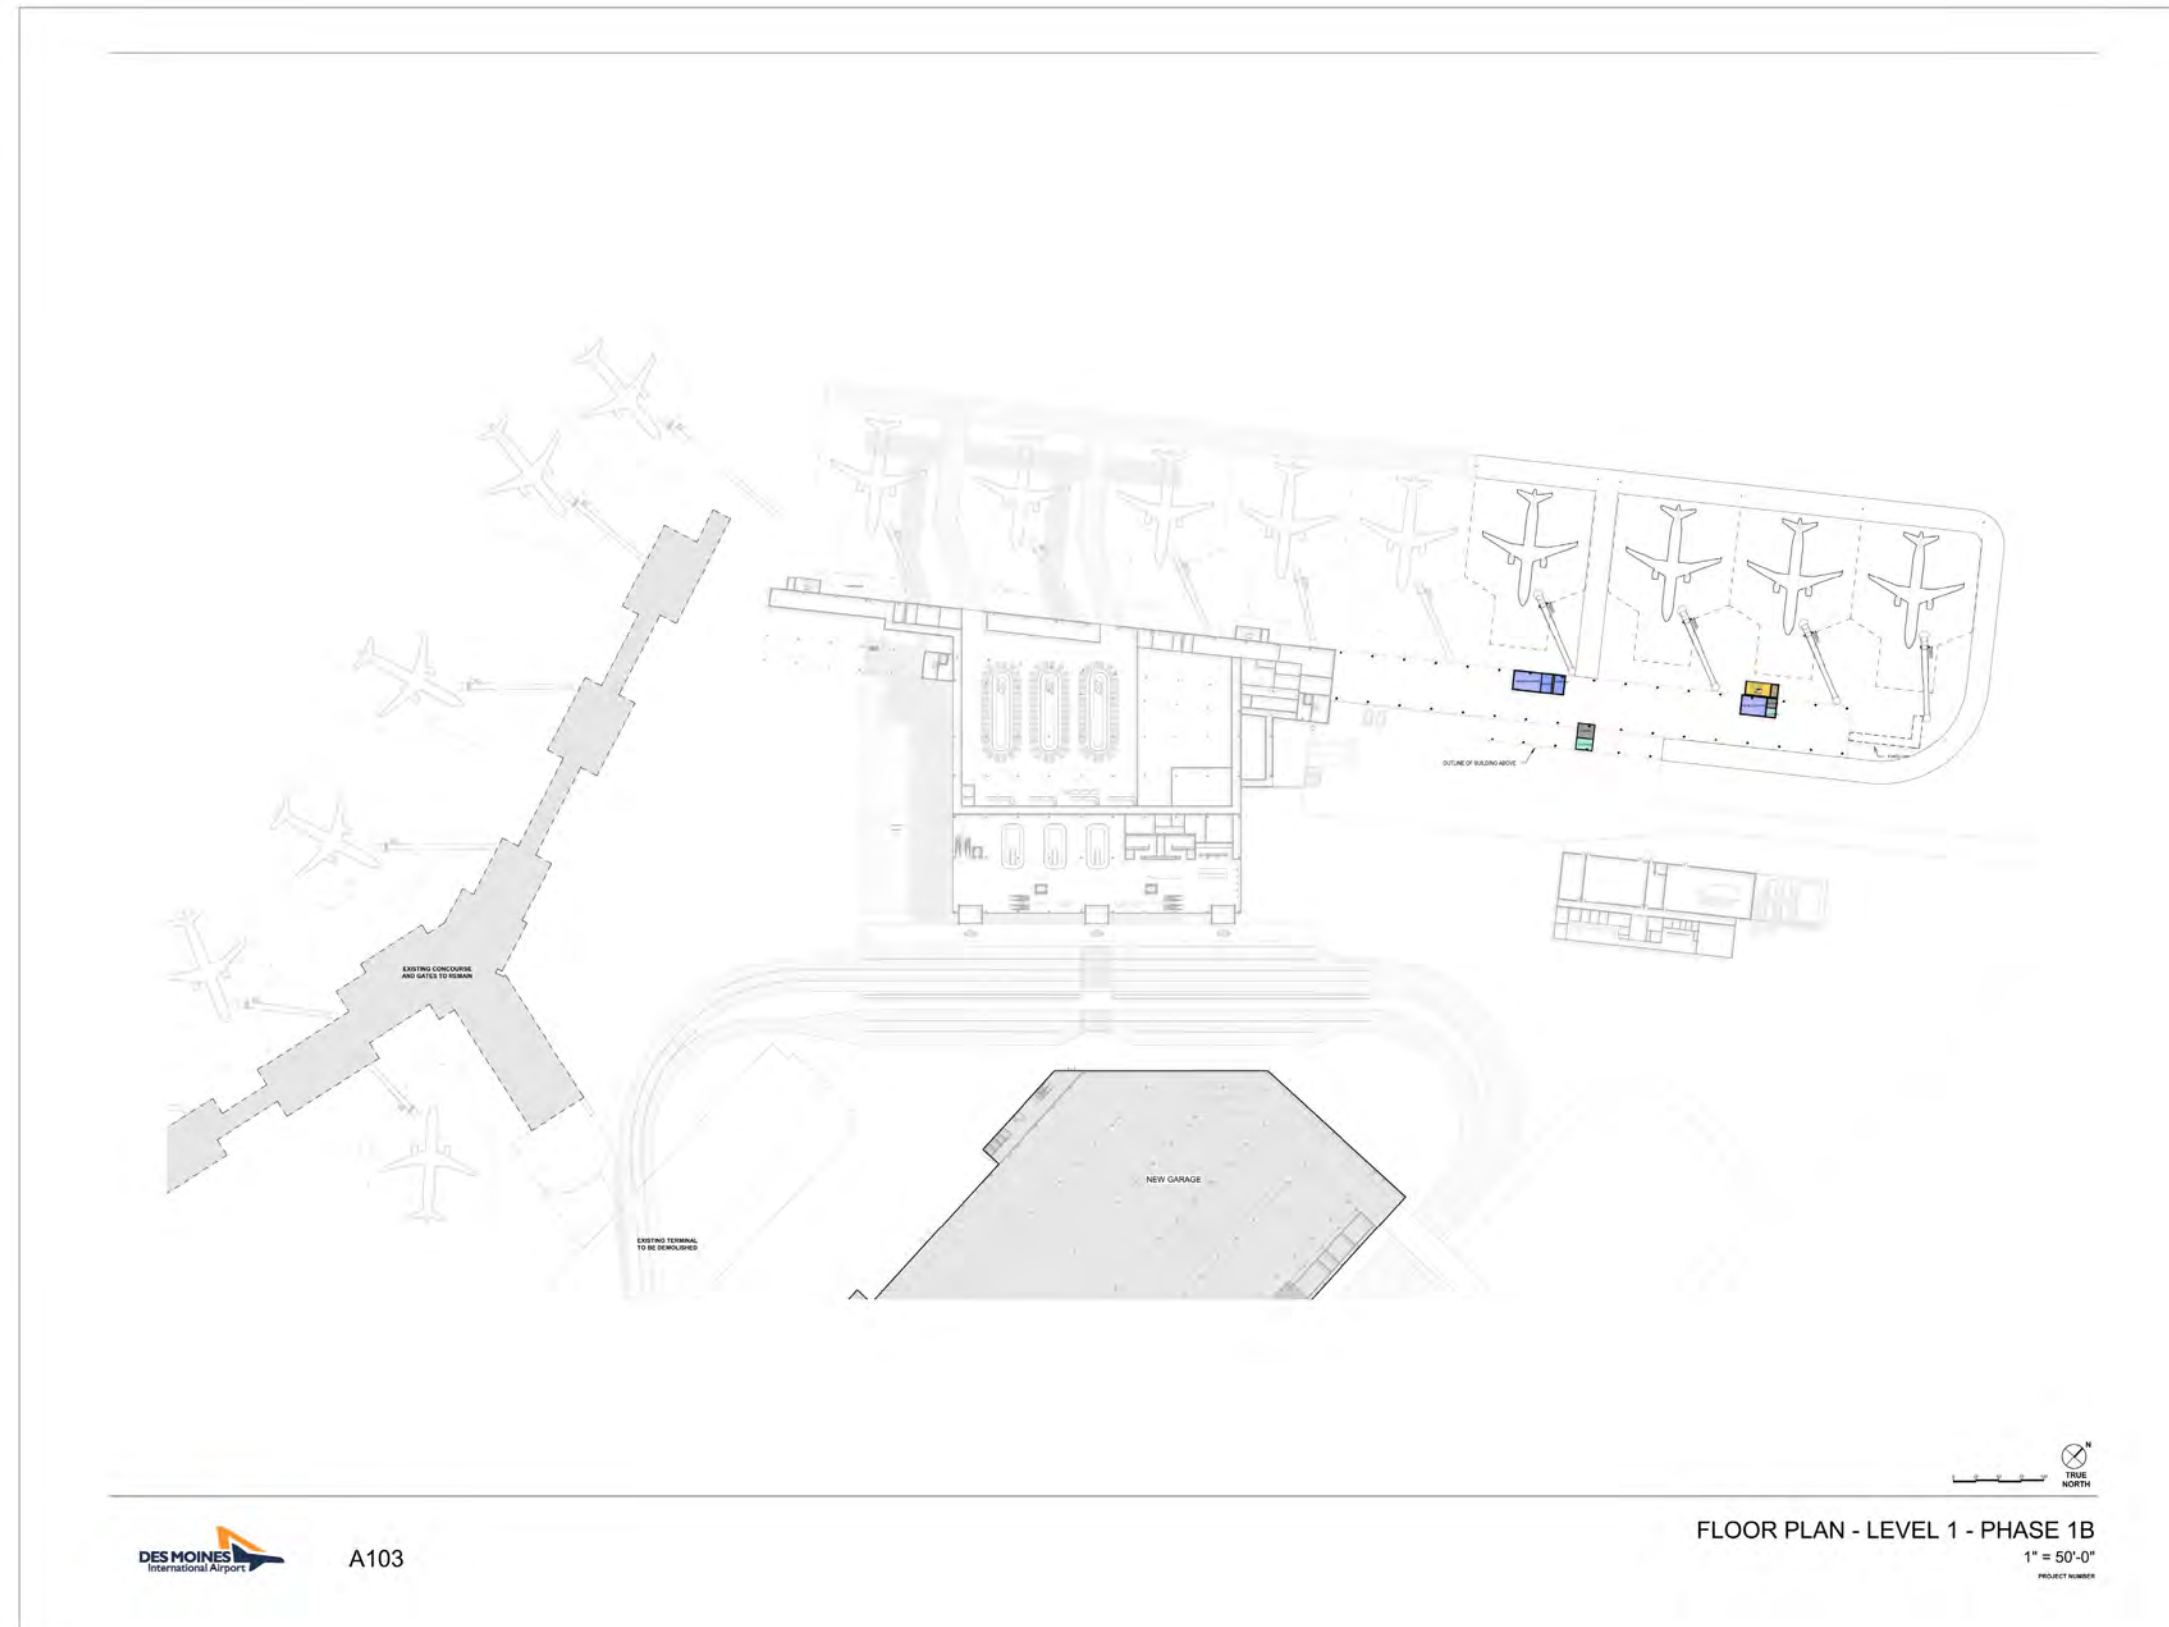 OUTLINE OF BUILDING ABOVE
EXISTING CONCOURSE
AND GATES TO REMAIN
NEW GARAGE
EXISTING TERMINAL
TO BE DEMOLISHED
N
TRUE
NORTH
DES MOINES
International Airport
A103
FLOOR PLAN - LEVEL 1 - PHASE 1B
1" = 50'-0"
PROJECT NUMBER